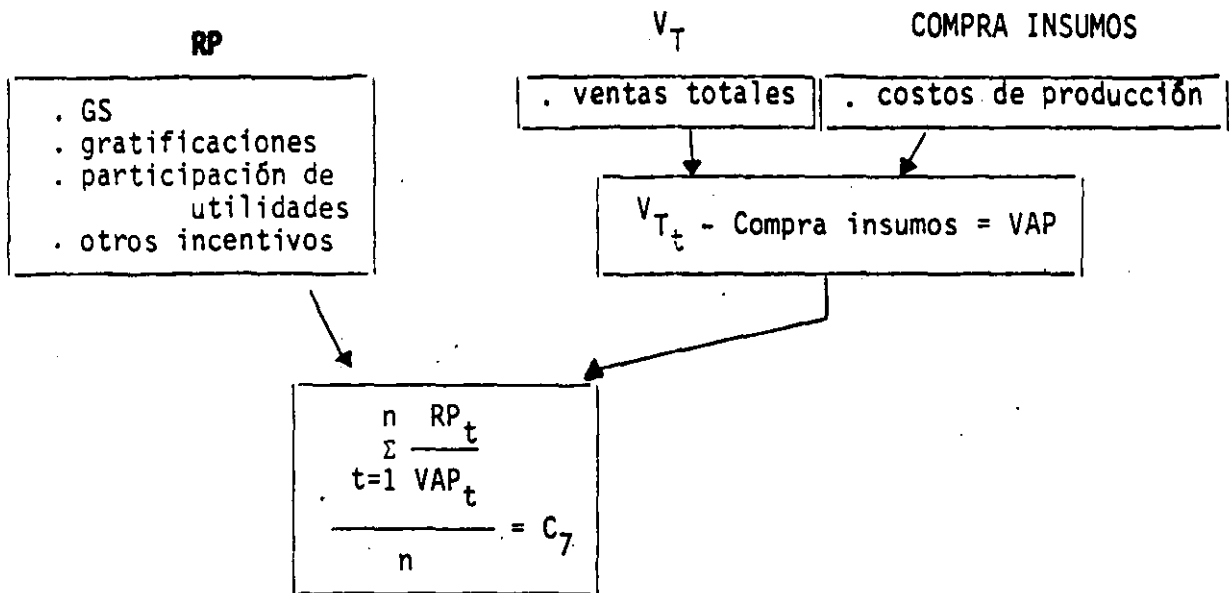 RP
. GS
. gratificaciones
. participación de
utilidades
. otros incentivos
V_T
COMPRA INSUMOS
. ventas totales
. costos de producción
V_T_t - Compra insumos = VAP
n RP_t
Σ
t=1 VAP_t
= C_7
n